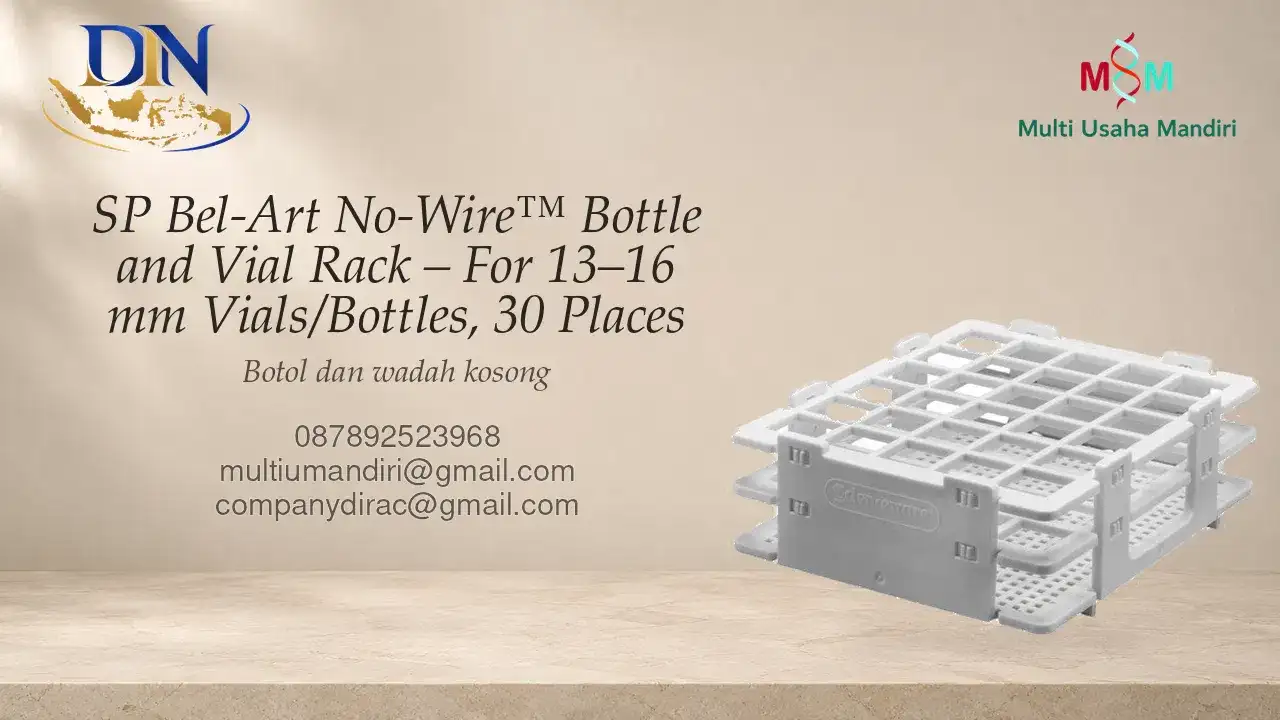 DN
M M
Multi Usaha Mandiri
SP Bel-Art No-Wire™ Bottle
and Vial Rack – For 13–16
mm Vials/Bottles, 30 Places
Botol dan wadah kosong
087892523968
multiumandiri@gmail.com
companydirac@gmail.com
Scienceware